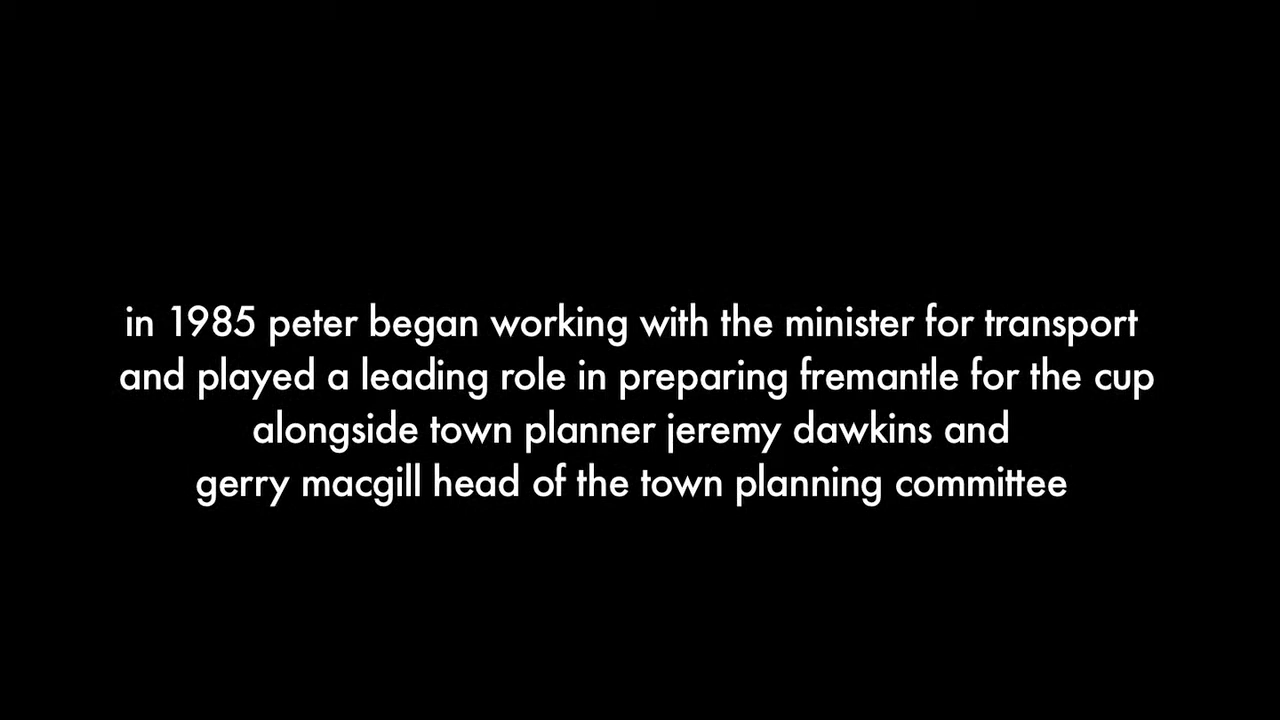 in 1985 peter began working with the minister for transport
and played a leading role in preparing fremantle for the cup
alongside town planner jeremy dawkins and
gerry macgill head of the town planning committee